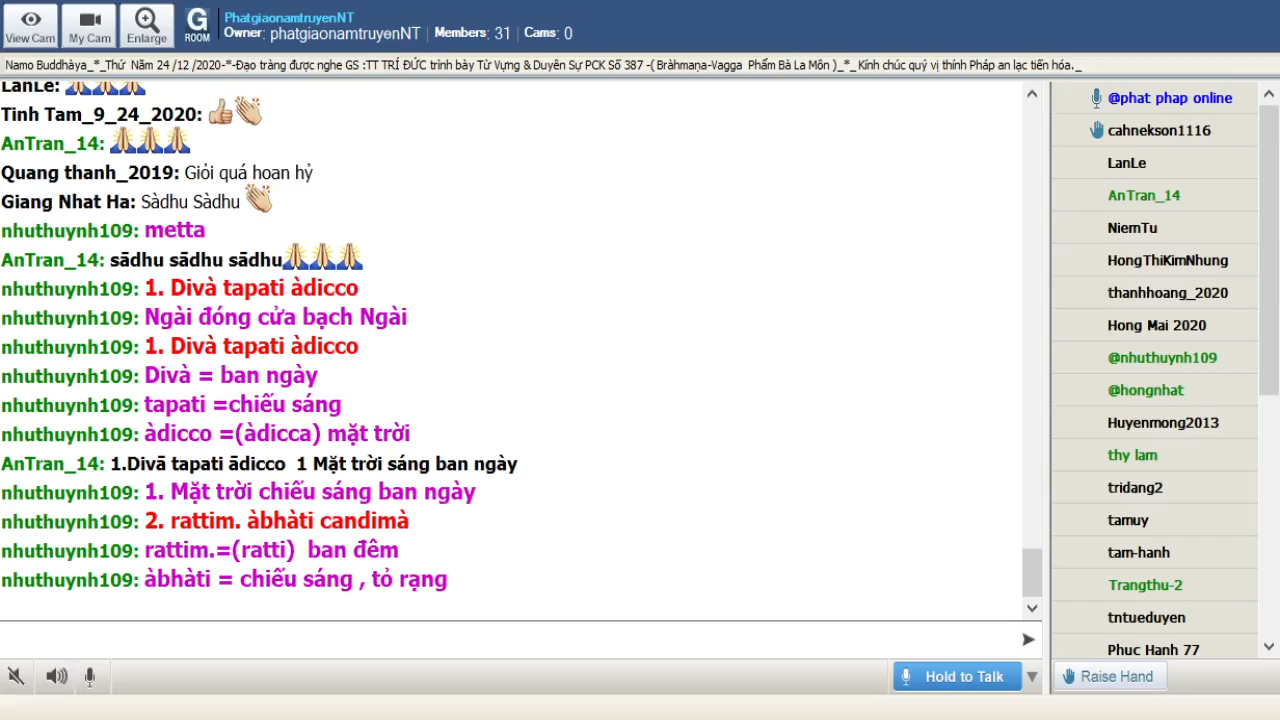 View Cam
My Cam
Enlarge
G
ROOM
PhatgiaonamtruyenNT
Owner: phatgiaonamtruyenNT | Members: 31 | Cams: 0
Namo Buddhàya_*_Thứ Năm 24 /12 /2020-*-Đạo tràng được nghe GS :TT TRÍ ĐỨC trình bày Từ Vựng & Duyên Sự PCK Số 387 -( Bràhmaṇa-Vagga Phẩm Bà La Môn )_*_ Kính chúc quý vị thính Pháp an lạc tiến hóa._
LanLe:
Tinh Tam_9_24_2020:
AnTran_14:
Quang thanh_2019: Giỏi quá hoan hỷ
Giang Nhat Ha: Sàdhu Sàdhu
nhuthuynh109: metta
AnTran_14: sādhu sādhu sādhu
nhuthuynh109: 1. Divà tapati àdicco
nhuthuynh109: Ngài đóng cửa bạch Ngài
nhuthuynh109: 1. Divà tapati àdicco
nhuthuynh109: Divà = ban ngày
nhuthuynh109: tapati =chiếu sáng
nhuthuynh109: àdicco =(àdicca) mặt trời
AnTran_14: 1.Divā tapati ādicco 1 Mặt trời sáng ban ngày
nhuthuynh109: 1. Mặt trời chiếu sáng ban ngày
nhuthuynh109: 2. rattim. àbhàti candimà
nhuthuynh109: rattim.=(ratti) ban đêm
nhuthuynh109: àbhàti = chiếu sáng , tỏ rạng
@phat phap online
cahnekson1116
LanLe
AnTran_14
NiemTu
HongThiKimNhung
thanhhoang_2020
Hong Mai 2020
@nhuthuynh109
@hongnhat
Huyenmong2013
thy lam
tridang2
tamuy
tam-hanh
Trangthu-2
tntueduyen
Phuc Hanh 77
Hold to Talk
Raise Hand